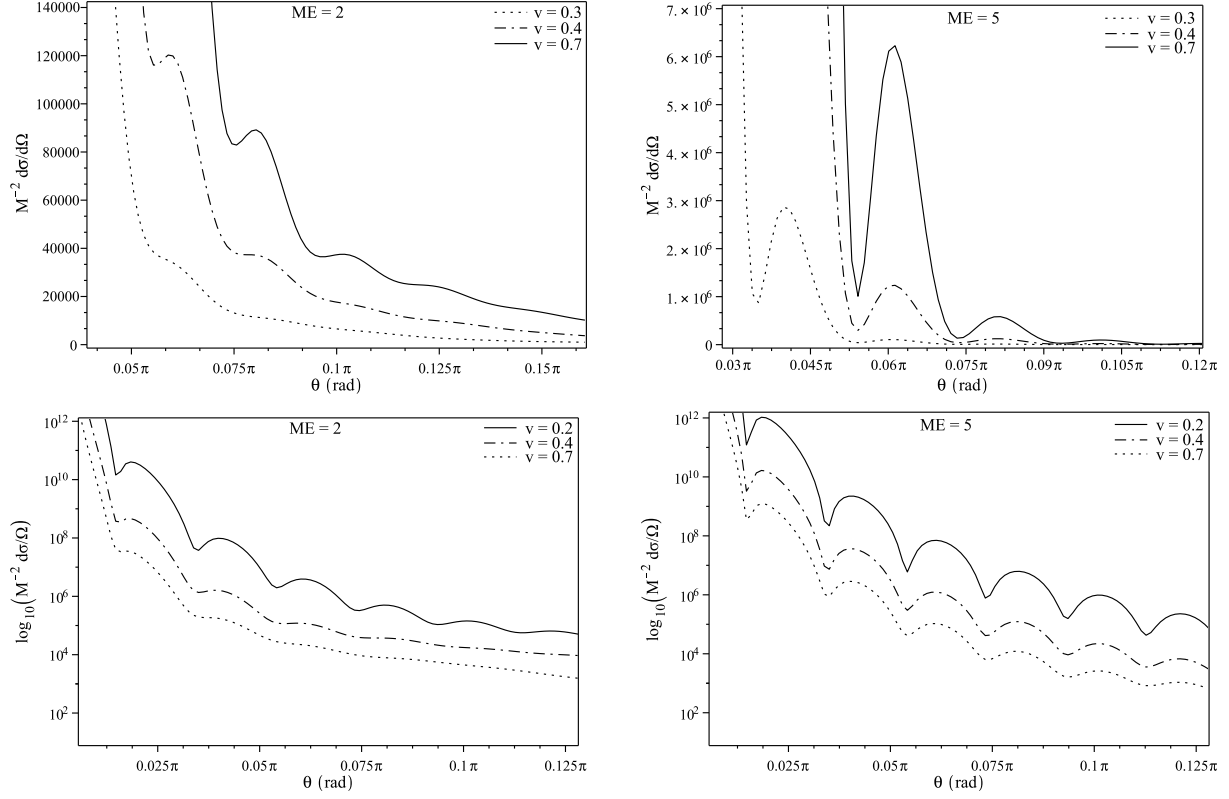 ME = 2
v = 0.3
v = 0.4
v = 0.7
140000
120000
100000
80000
60000
40000
20000
0
M⁻² dσ/dΩ
0.05π 0.075π 0.1π 0.125π 0.15π
θ (rad)
ME = 5
v = 0.3
v = 0.4
v = 0.7
7. × 10⁶
6. × 10⁶
5. × 10⁶
4. × 10⁶
3. × 10⁶
2. × 10⁶
1. × 10⁶
0
M⁻² dσ/dΩ
0.03π 0.045π 0.06π 0.075π 0.09π 0.105π 0.12π
θ (rad)
ME = 2
v = 0.2
v = 0.4
v = 0.7
10¹²
10¹⁰
10⁸
10⁶
10⁴
10²
log₁₀(M⁻² dσ/Ω)
0.025π 0.05π 0.075π 0.1π 0.125π
θ (rad)
ME = 5
v = 0.2
v = 0.4
v = 0.7
10¹²
10¹⁰
10⁸
10⁶
10⁴
10²
log₁₀(M⁻² dσ/Ω)
0.025π 0.05π 0.075π 0.1π 0.125π
θ (rad)